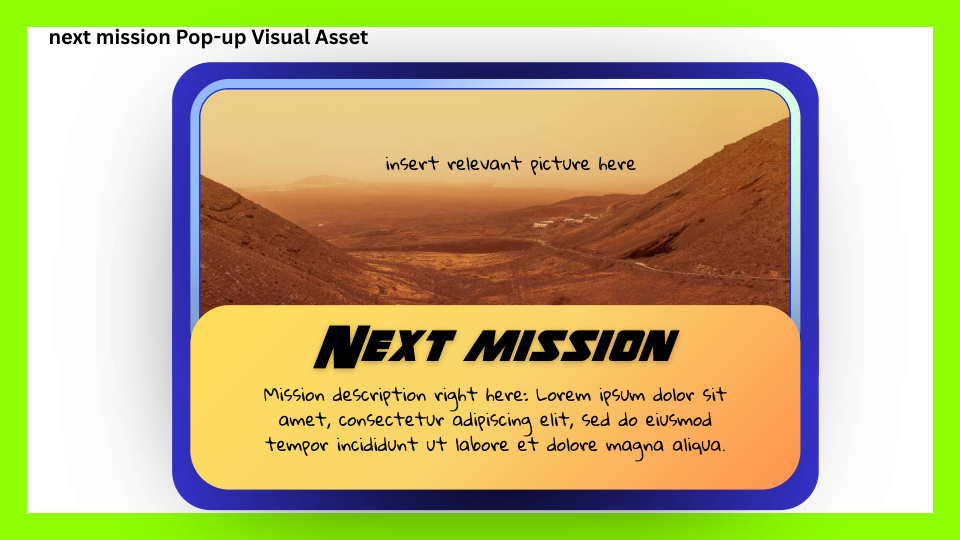 next mission Pop-up Visual Asset
insert relevant picture here
Next mission
Mission description right here: Lorem ipsum dolor sit
amet, consectetur adipiscing elit, sed do eiusmod
tempor incididunt ut labore et dolore magna aliqua.